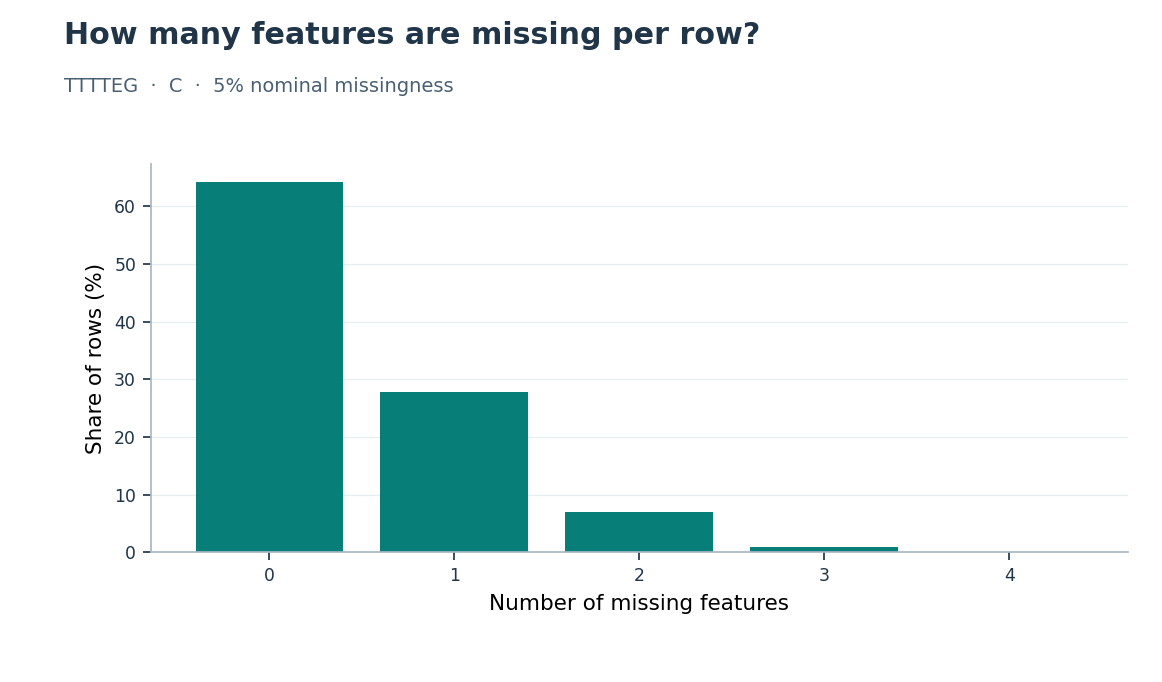 How many features are missing per row?
TTTTEG · C · 5% nominal missingness
60
50
40
30
20
10
0
Share of rows (%)
0 1 2 3 4
Number of missing features